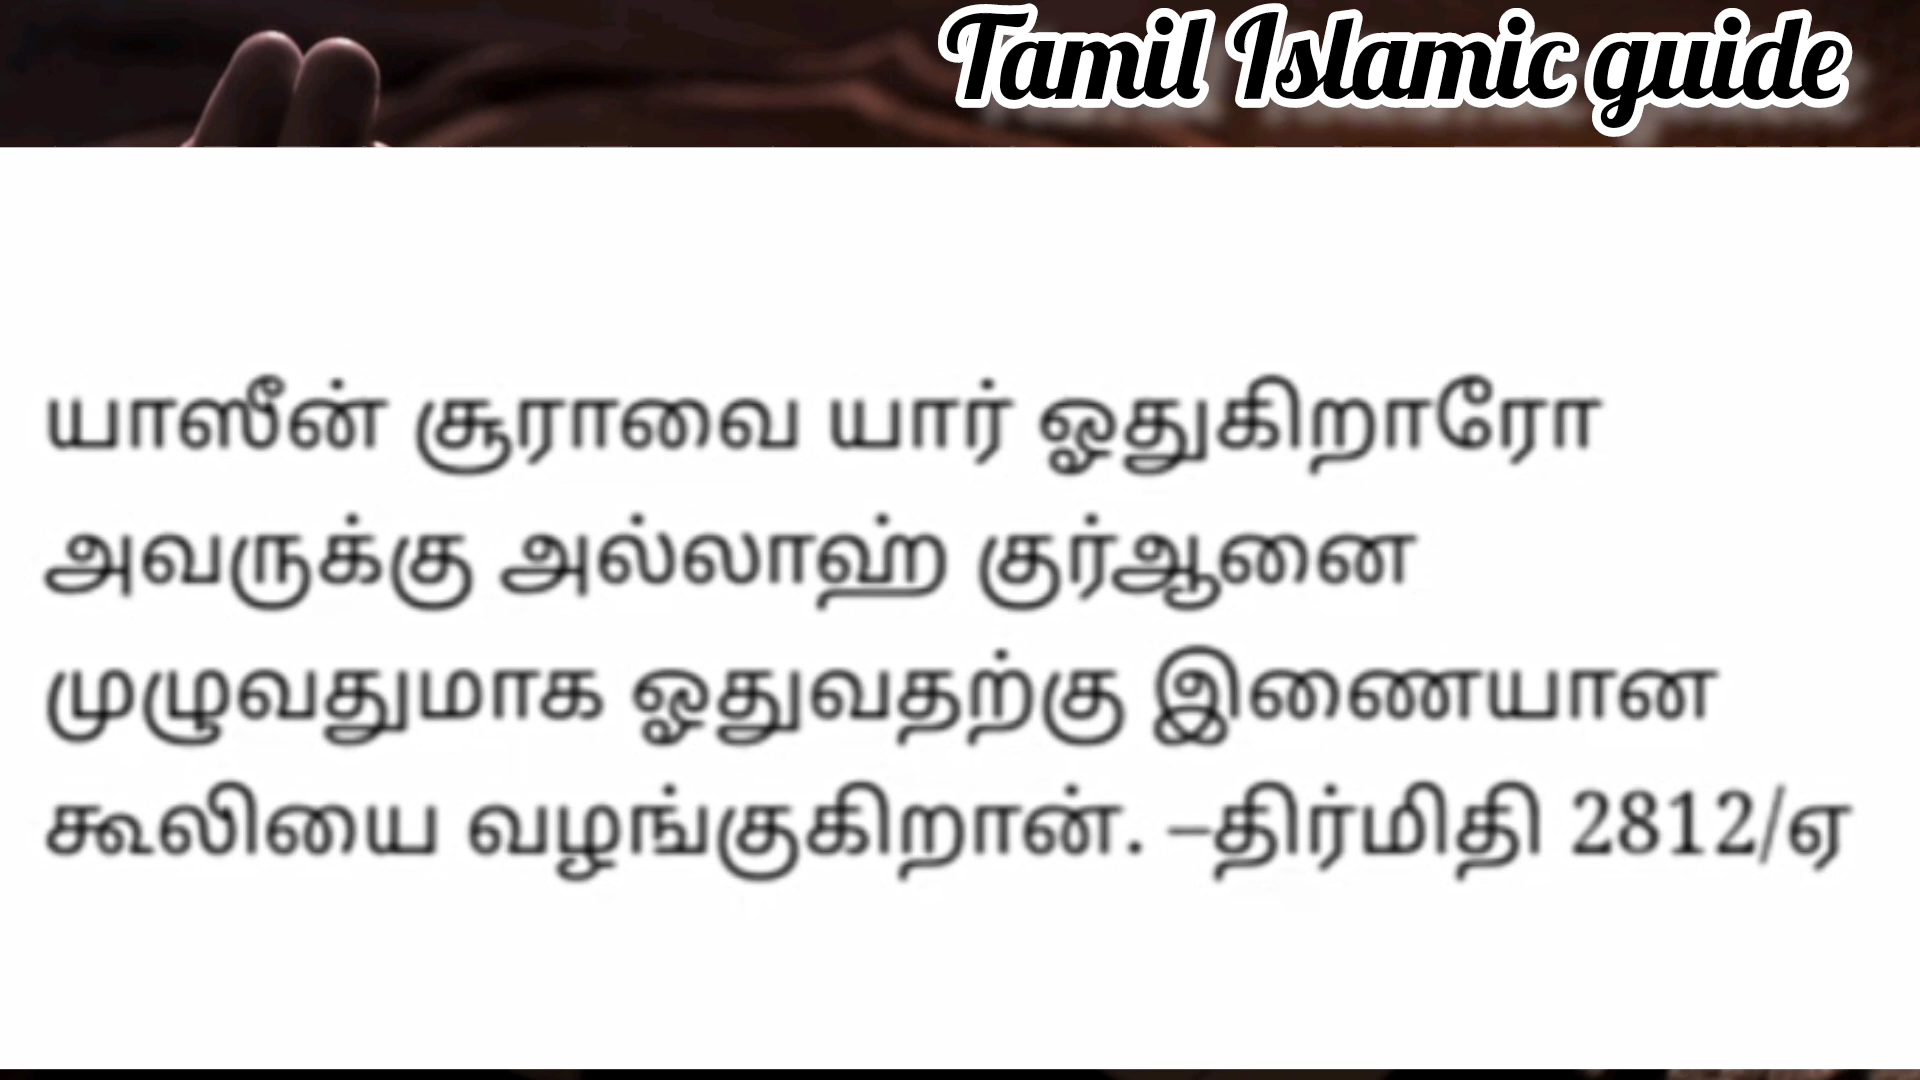 Tamil Islamic guide
யாஸீன் சூராவை யார் ஓதுகிறாரோ
அவருக்கு அல்லாஹ் குர்ஆனை
முழுவதுமாக ஓதுவதற்கு இணையான
கூலியை வழங்குகிறான். –திர்மிதி 2812/ஏ